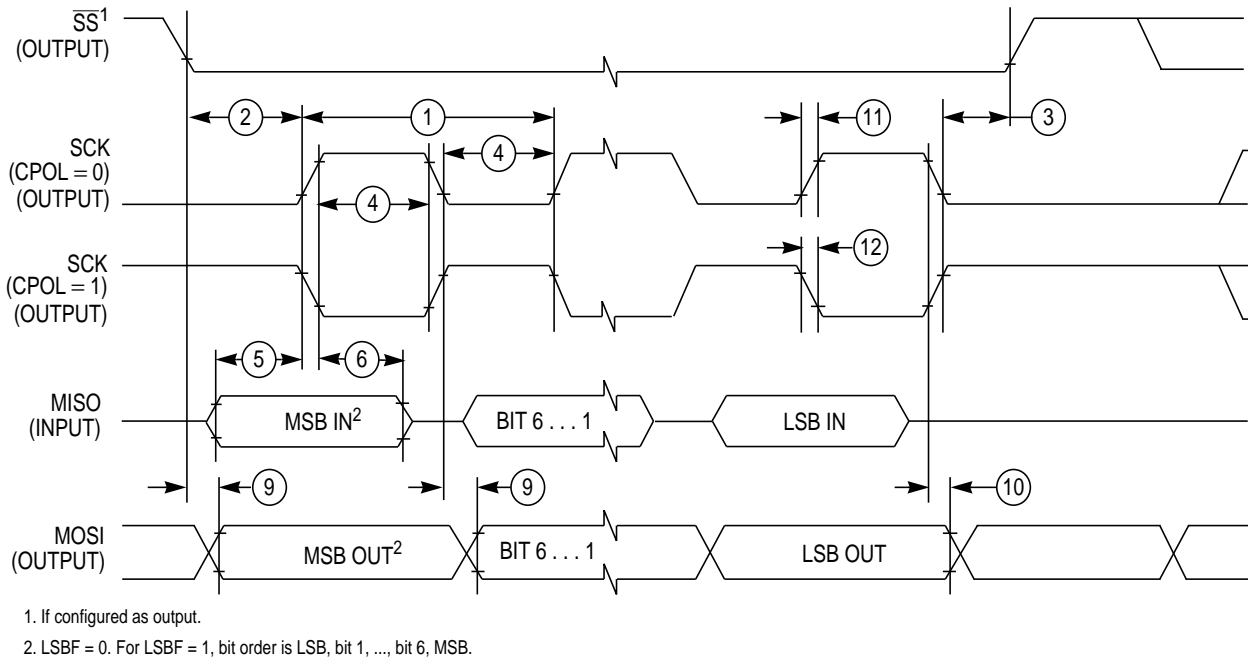 SS¹
(OUTPUT)
2
1
11
3
SCK
(CPOL = 0)
(OUTPUT)
4
4
SCK
(CPOL = 1)
(OUTPUT)
12
5
6
MISO
(INPUT)
MSB IN²
BIT 6 . . . 1
LSB IN
9
9
10
MOSI
(OUTPUT)
MSB OUT²
BIT 6 . . . 1
LSB OUT
1. If configured as output.
2. LSBF = 0. For LSBF = 1, bit order is LSB, bit 1, ..., bit 6, MSB.